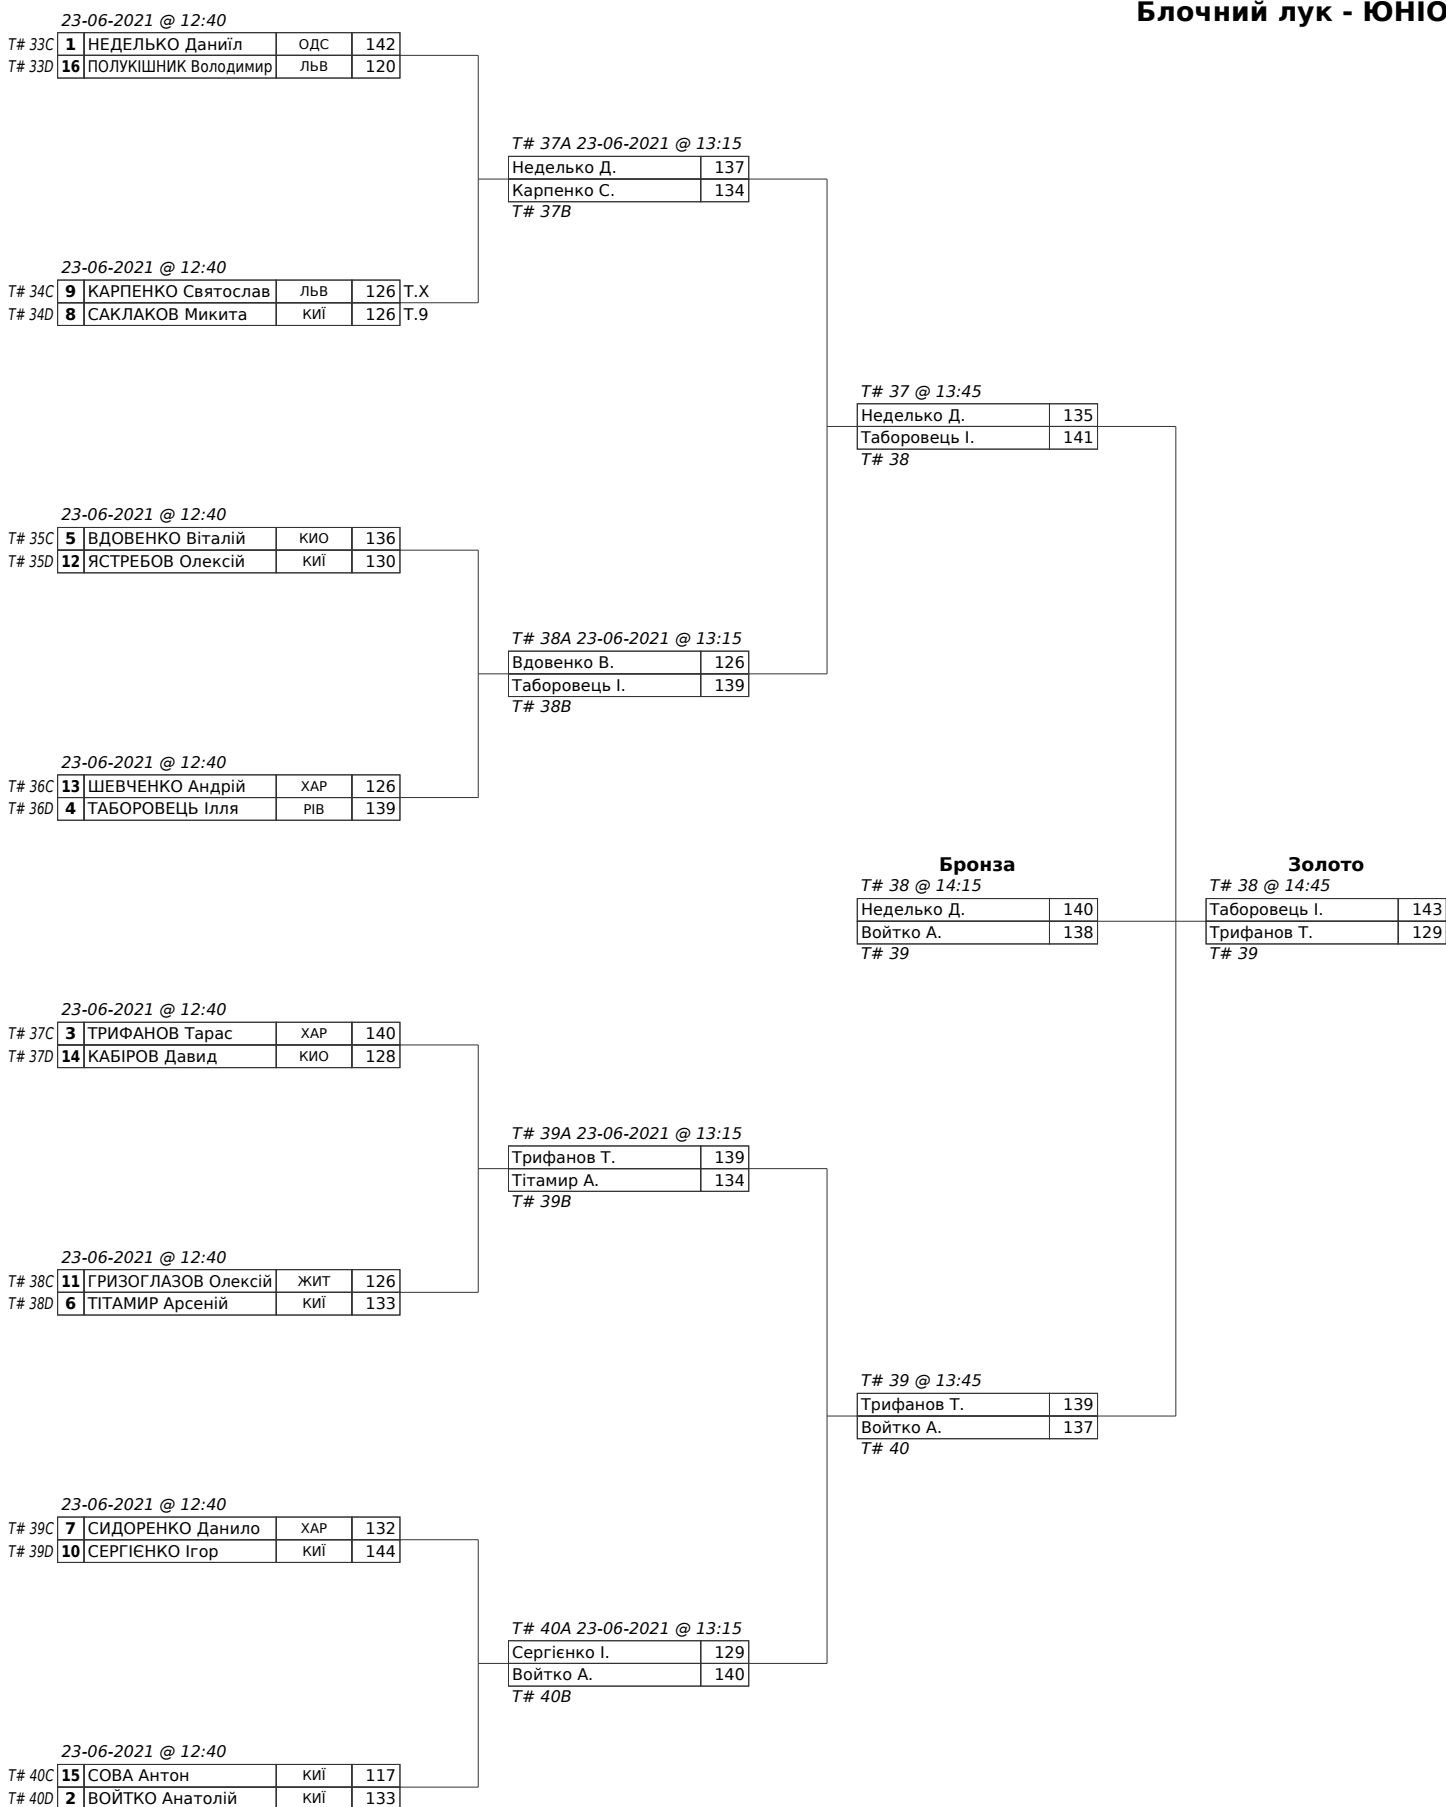 Блочний лук - ЮНІО
23-06-2021 @ 12:40
T# 33C 1 НЕДЕЛЬКО Даниїл ОДС 142
T# 33D 16 ПОЛУКІШНИК Володимир ЛЬВ 120
T# 37A 23-06-2021 @ 13:15
Неделько Д. 137
Карпенко С. 134
T# 37B
23-06-2021 @ 12:40
T# 34C 9 КАРПЕНКО Святослав ЛЬВ 126 T.X
T# 34D 8 САКЛАКОВ Микита КИЇ 126 T.9
T# 37 @ 13:45
Неделько Д. 135
Таборовець І. 141
T# 38
23-06-2021 @ 12:40
T# 35C 5 ВДОВЕНКО Віталій КИО 136
T# 35D 12 ЯСТРЕБОВ Олексій КИЇ 130
T# 38A 23-06-2021 @ 13:15
Вдовенко В. 126
Таборовець І. 139
T# 38B
23-06-2021 @ 12:40
T# 36C 13 ШЕВЧЕНКО Андрій ХАР 126
T# 36D 4 ТАБОРОВЕЦЬ Ілля РІВ 139
Бронза Золото
T# 38 @ 14:15 T# 38 @ 14:45
Неделько Д. 140 Таборовець І. 143
Войтко А. 138 Трифанов Т. 129
T# 39 T# 39
23-06-2021 @ 12:40
T# 37C 3 ТРИФАНОВ Тарас ХАР 140
T# 37D 14 КАБІРОВ Давид КИО 128
T# 39A 23-06-2021 @ 13:15
Трифанов Т. 139
Тітамир А. 134
T# 39B
23-06-2021 @ 12:40
T# 38C 11 ГРИЗОГЛАЗОВ Олексій ЖИТ 126
T# 38D 6 ТІТАМИР Арсеній КИЇ 133
T# 39 @ 13:45
Трифанов Т. 139
Войтко А. 137
T# 40
23-06-2021 @ 12:40
T# 39C 7 СИДОРЕНКО Данило ХАР 132
T# 39D 10 СЕРГІЄНКО Ігор КИЇ 144
T# 40A 23-06-2021 @ 13:15
Сергієнко І. 129
Войтко А. 140
T# 40B
23-06-2021 @ 12:40
T# 40C 15 СОВА Антон КИЇ 117
T# 40D 2 ВОЙТКО Анатолій КИЇ 133